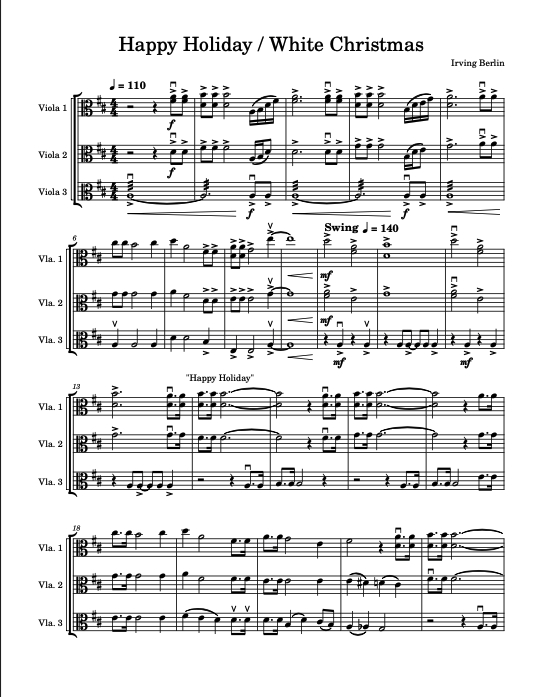 Happy Holiday / White Christmas
Irving Berlin
♩ = 110
Viola 1
f
Viola 2
f
Viola 3
f
f
6
Swing ♩ = 140
Vla. 1
mf
Vla. 2
mf
Vla. 3
mf
mf
mf
13
"Happy Holiday"
Vla. 1
Vla. 2
Vla. 3
18
Vla. 1
Vla. 2
Vla. 3